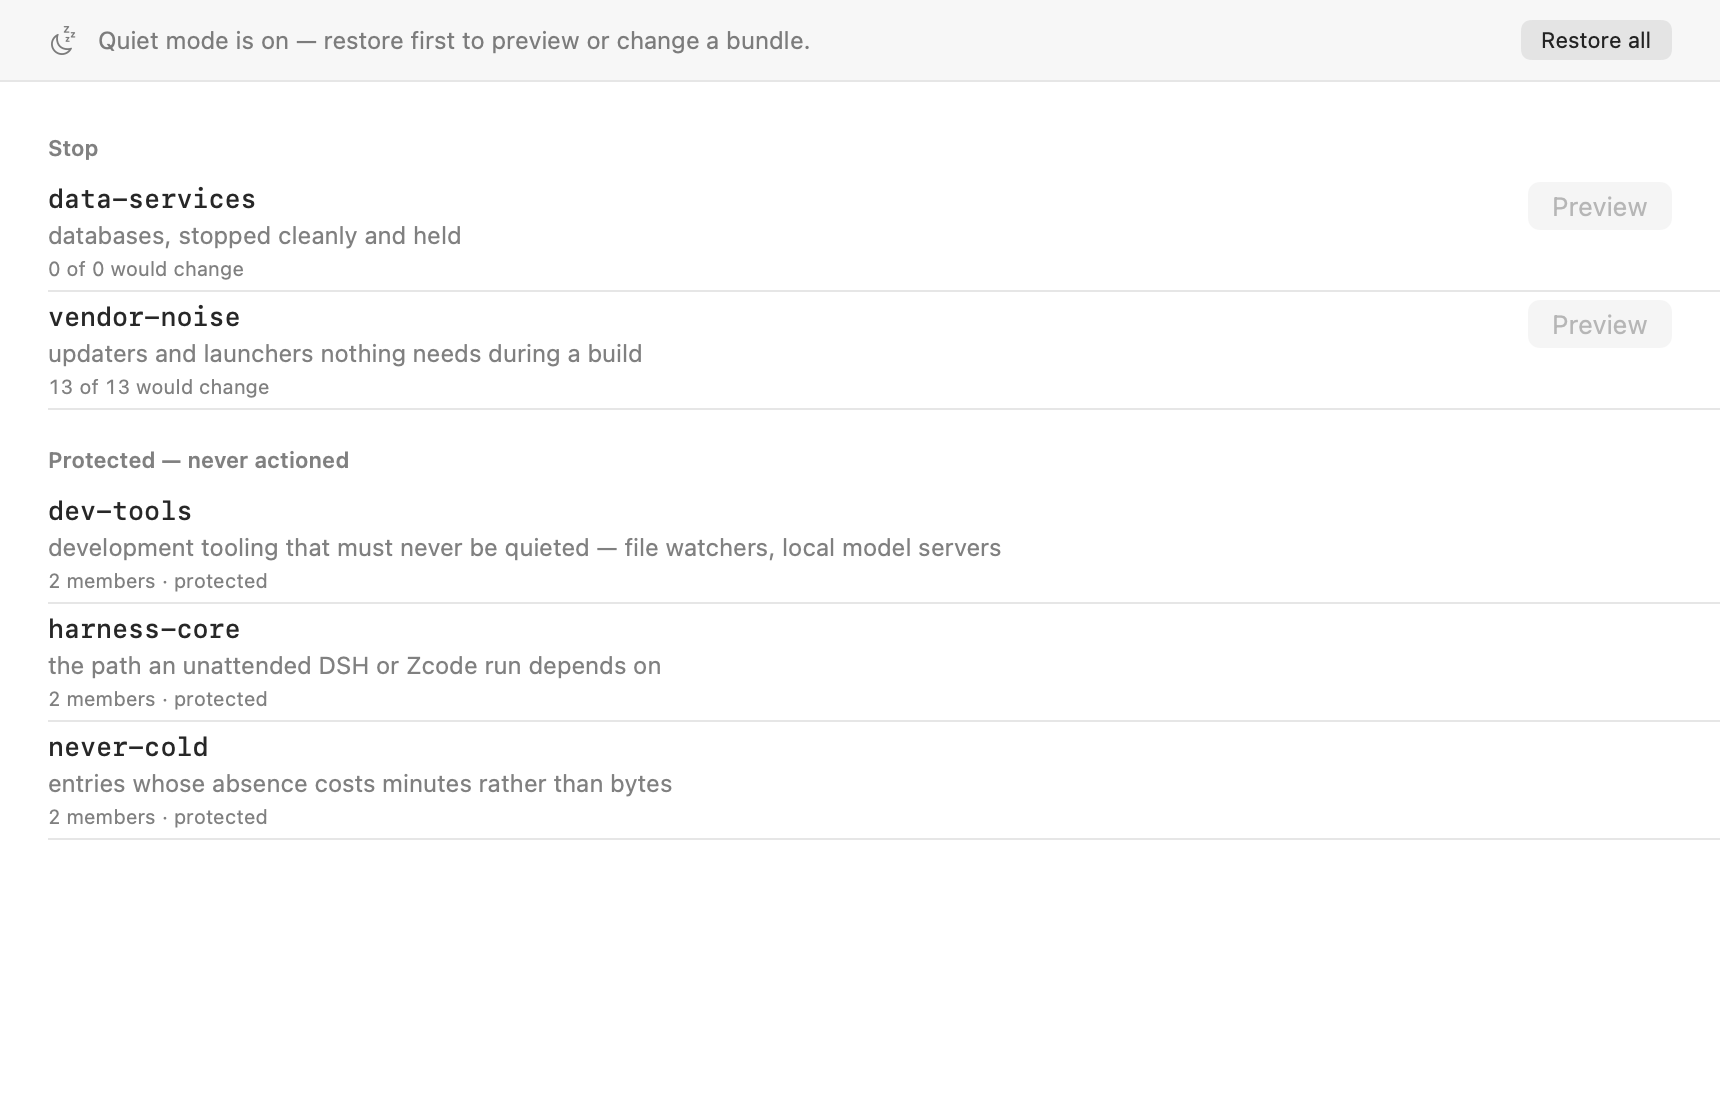 Quiet mode is on — restore first to preview or change a bundle.
Restore all
Stop
data-services
Preview
databases, stopped cleanly and held
0 of 0 would change
vendor-noise
Preview
updaters and launchers nothing needs during a build
13 of 13 would change
Protected — never actioned
dev-tools
development tooling that must never be quieted — file watchers, local model servers
2 members · protected
harness-core
the path an unattended DSH or Zcode run depends on
2 members · protected
never-cold
entries whose absence costs minutes rather than bytes
2 members · protected